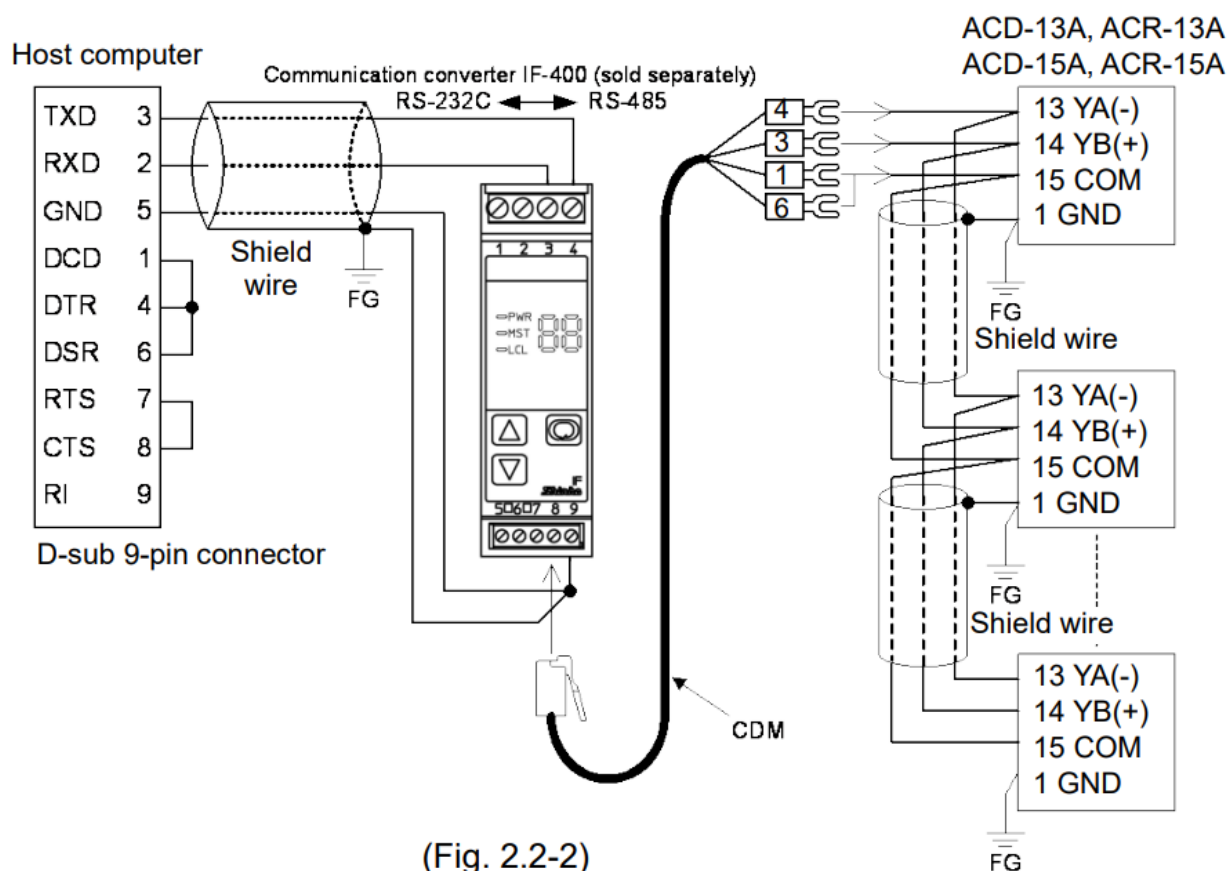 ACD-13A, ACR-13A
ACD-15A, ACR-15A
Host computer
Communication converter IF-400 (sold separately)
RS-232C RS-485
TXD 3
RXD 2
GND 5
DCD 1
DTR 4
DSR 6
RTS 7
CTS 8
RI 9
D-sub 9-pin connector
Shield
wire
FG
1 2 3 4
PWR
MST
LCL
88
IF
Shinko
5 6 7 8 9
4
3
1
6
CDM
13 YA(-)
14 YB(+)
15 COM
1 GND
FG
Shield wire
13 YA(-)
14 YB(+)
15 COM
1 GND
FG
Shield wire
13 YA(-)
14 YB(+)
15 COM
1 GND
FG
(Fig. 2.2-2)